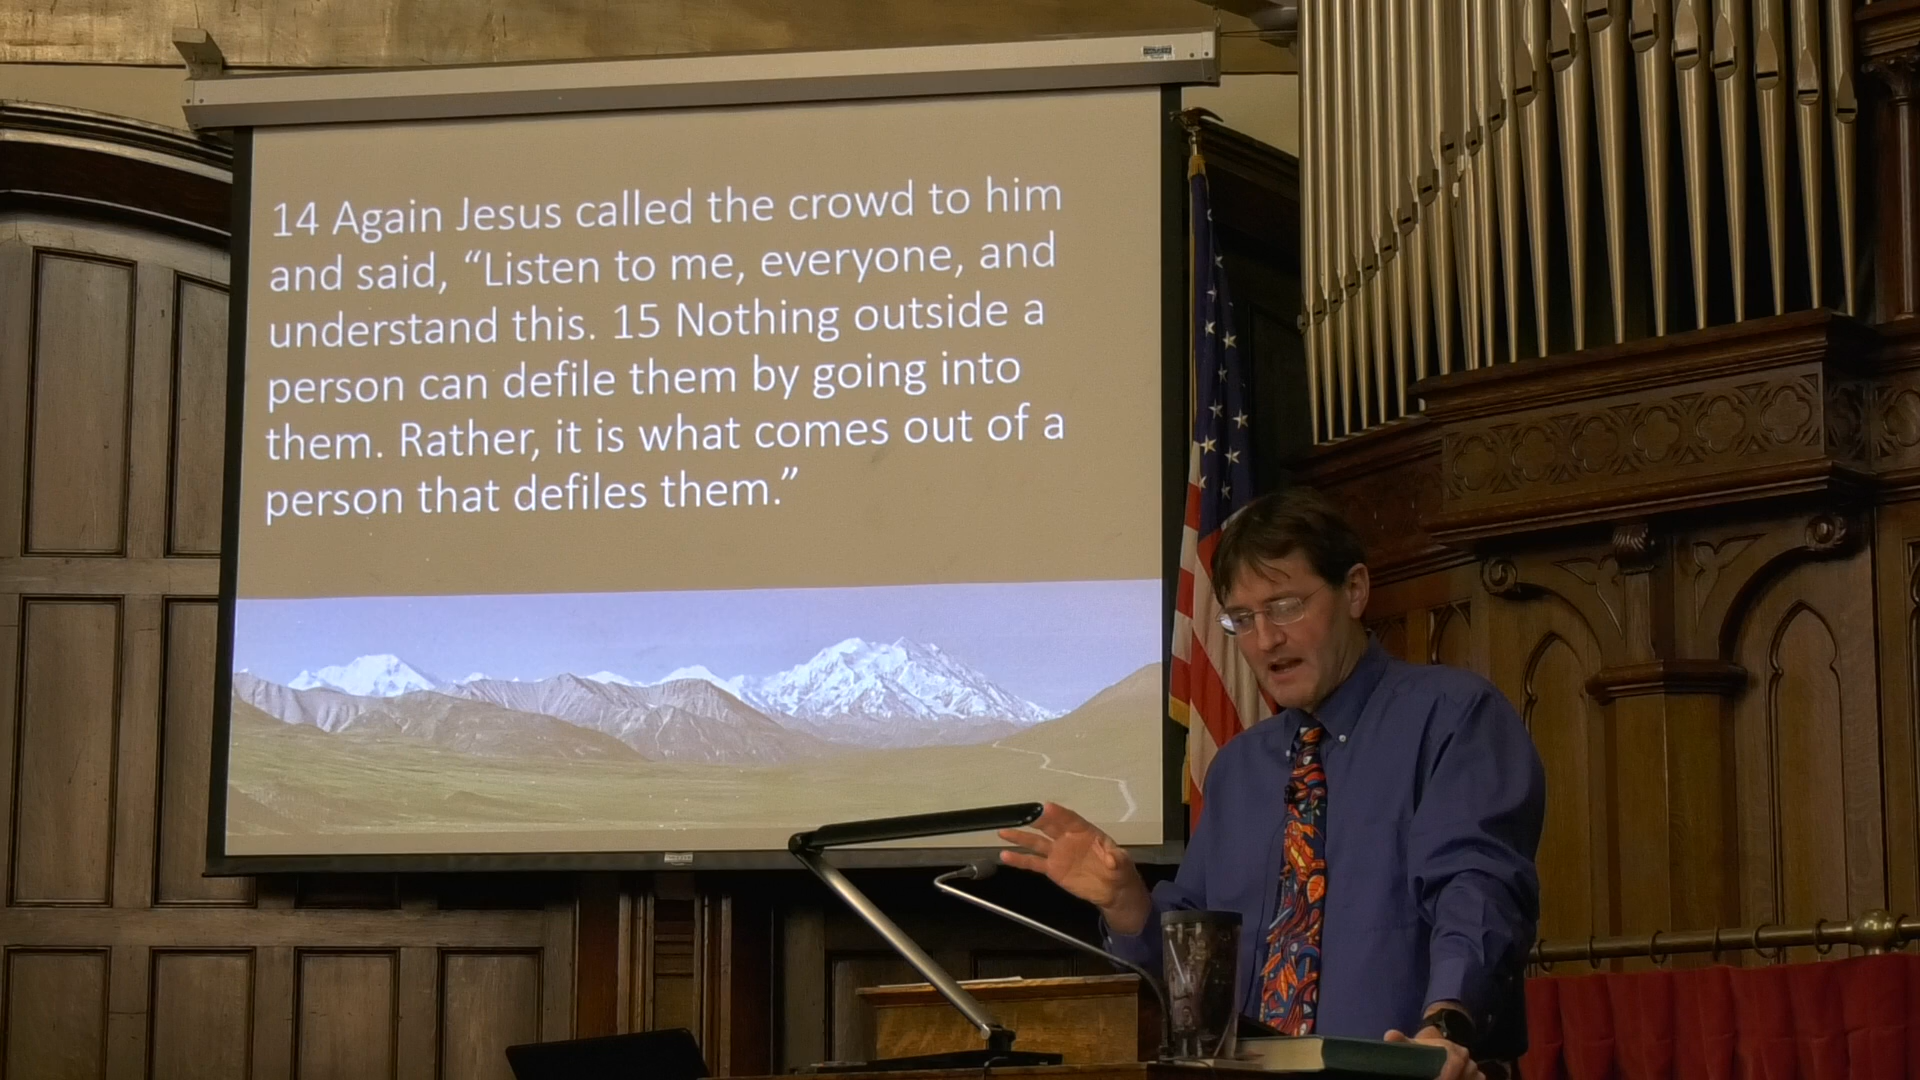 14 Again Jesus called the crowd to him
and said, “Listen to me, everyone, and
understand this. 15 Nothing outside a
person can defile them by going into
them. Rather, it is what comes out of a
person that defiles them.”